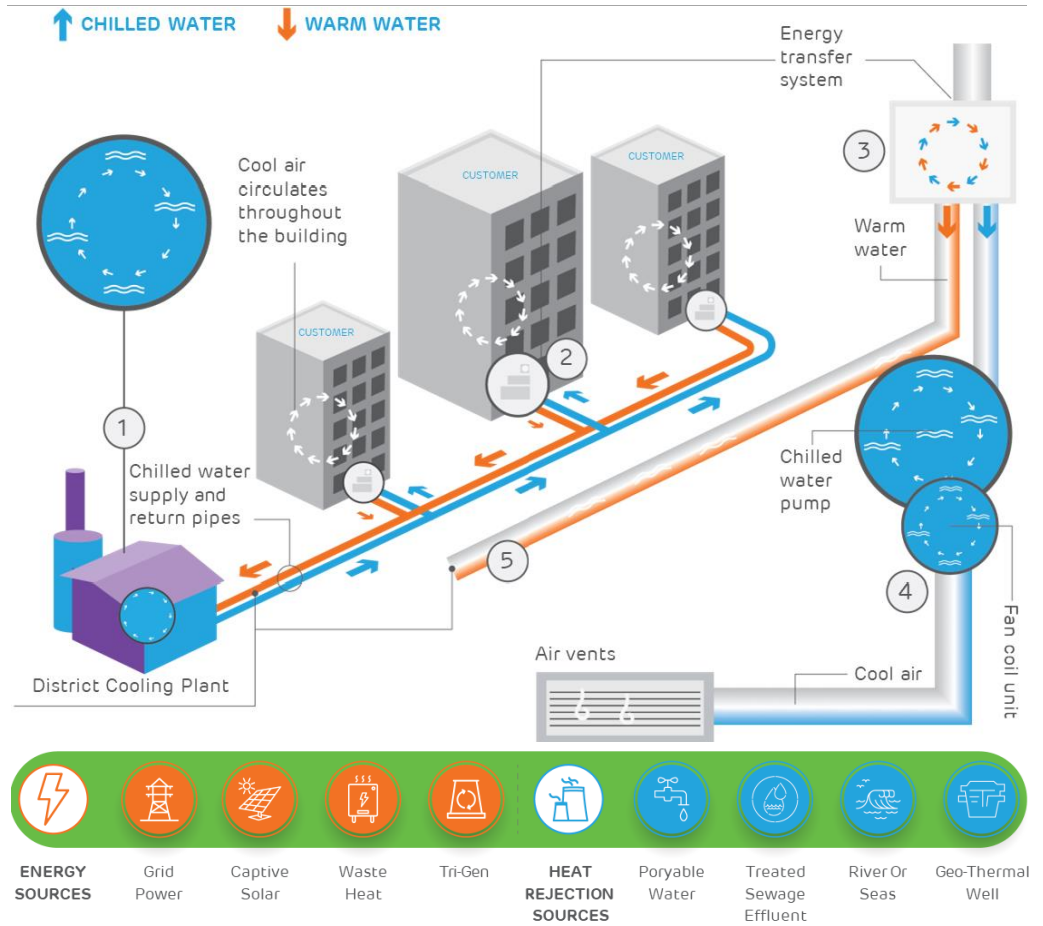 CHILLED WATER
WARM WATER
Energy
transfer
system
3
Cool air
circulates
throughout
the building
CUSTOMER
CUSTOMER
CUSTOMER
Warm
water
2
1
Chilled water
supply and
return pipes
Chilled
water
pump
5
4
Fan coil unit
District Cooling Plant
Air vents
Cool air
ENERGY
SOURCES
Grid
Power
Captive
Solar
Waste
Heat
Tri-Gen
HEAT
REJECTION
SOURCES
Poryable
Water
Treated
Sewage
Effluent
River Or
Seas
Geo-Thermal
Well